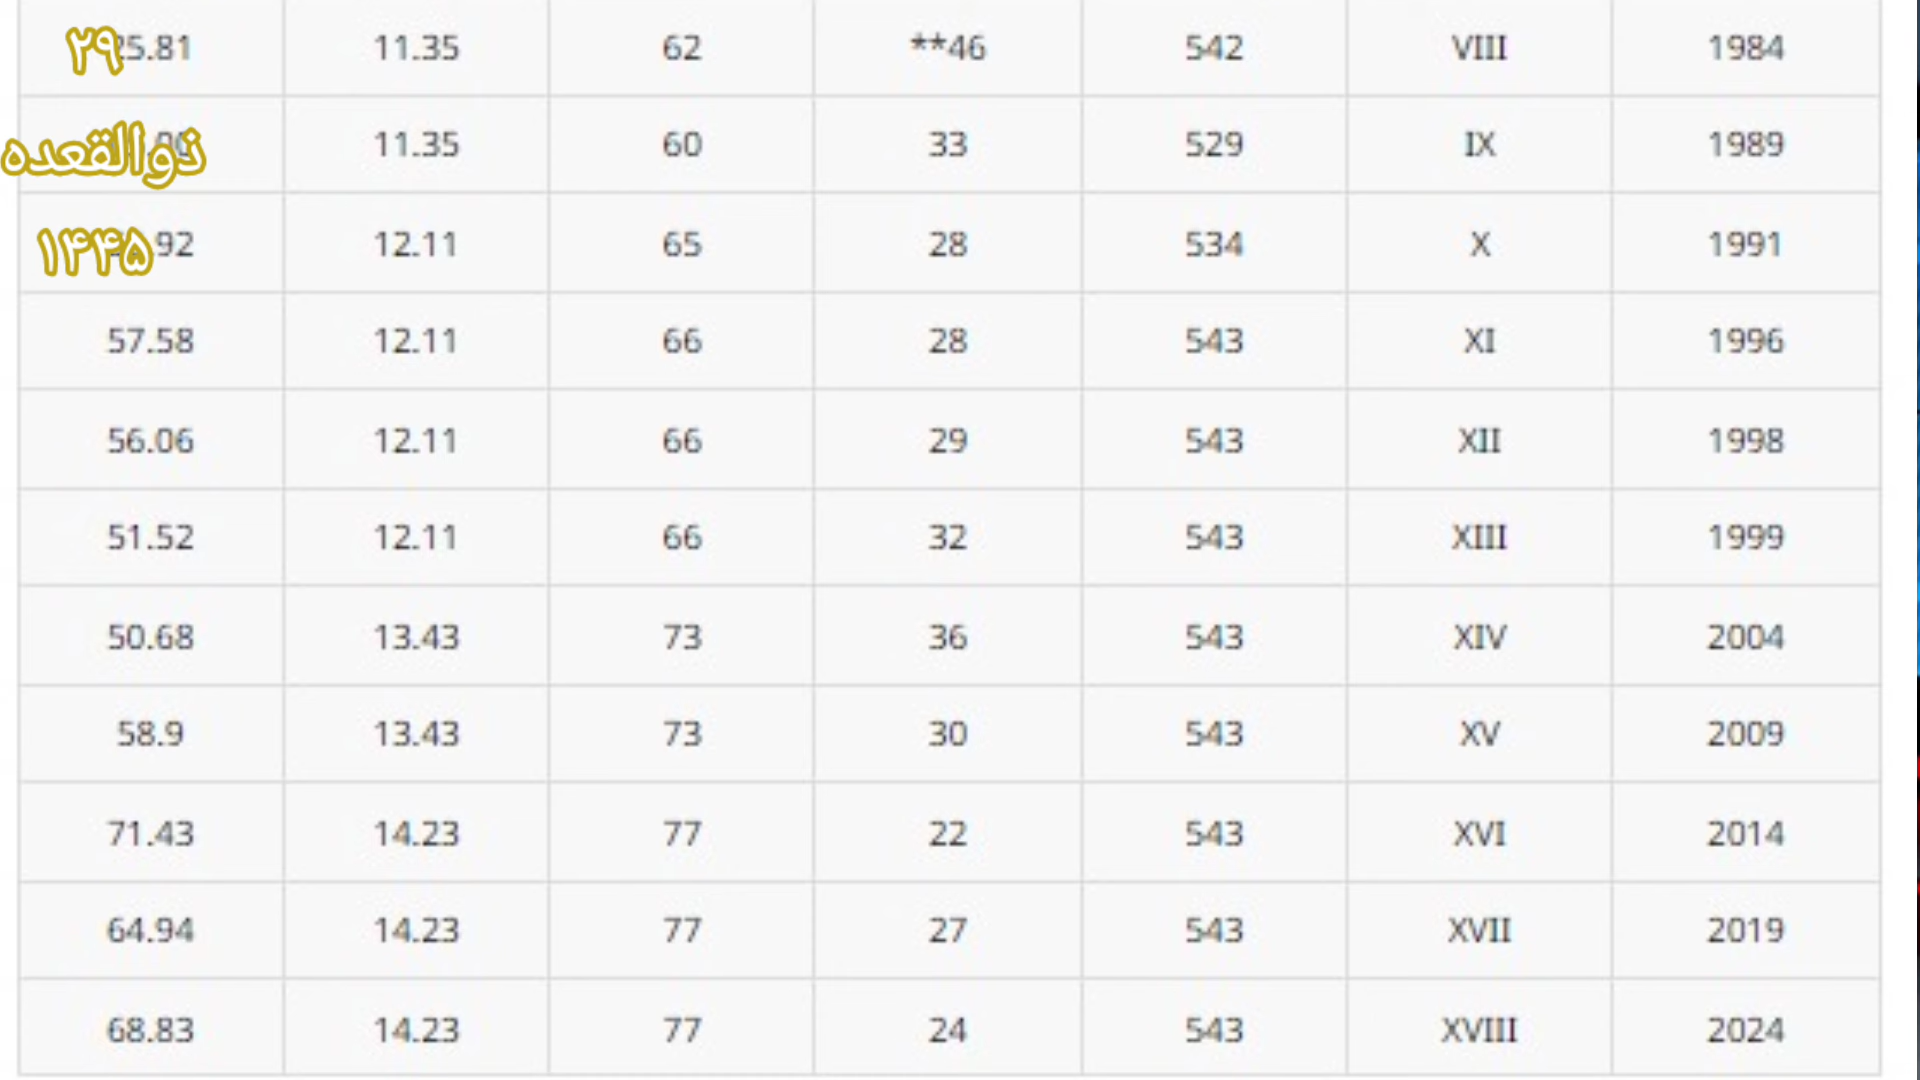 25.81 11.35 62 **46 542 VIII 1984
11.35 60 33 529 IX 1989
.92 12.11 65 28 534 X 1991
57.58 12.11 66 28 543 XI 1996
56.06 12.11 66 29 543 XII 1998
51.52 12.11 66 32 543 XIII 1999
50.68 13.43 73 36 543 XIV 2004
58.9 13.43 73 30 543 XV 2009
71.43 14.23 77 22 543 XVI 2014
64.94 14.23 77 27 543 XVII 2019
68.83 14.23 77 24 543 XVIII 2024
۲۹
ذوالقعده
۱۴۴۵